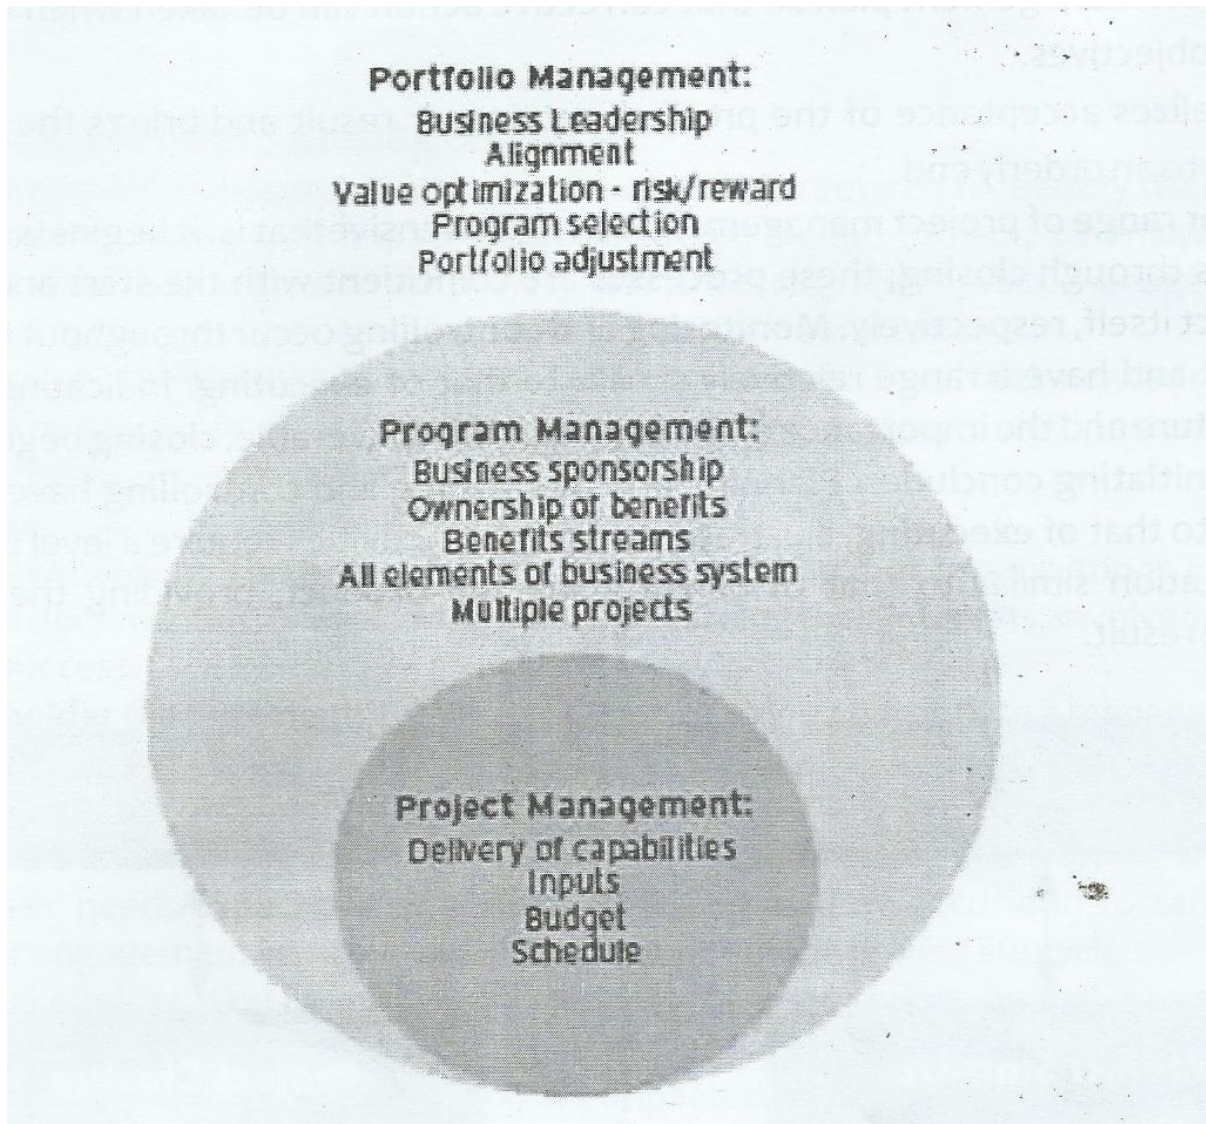 Portfolio Management:
Business Leadership
Alignment
Value optimization - risk/reward
Program selection
Portfolio adjustment
Program Management:
Business sponsorship
Ownership of benefits
Benefits streams
All elements of business system
Multiple projects
Project Management:
Delivery of capabilities
Inputs
Budget
Schedule